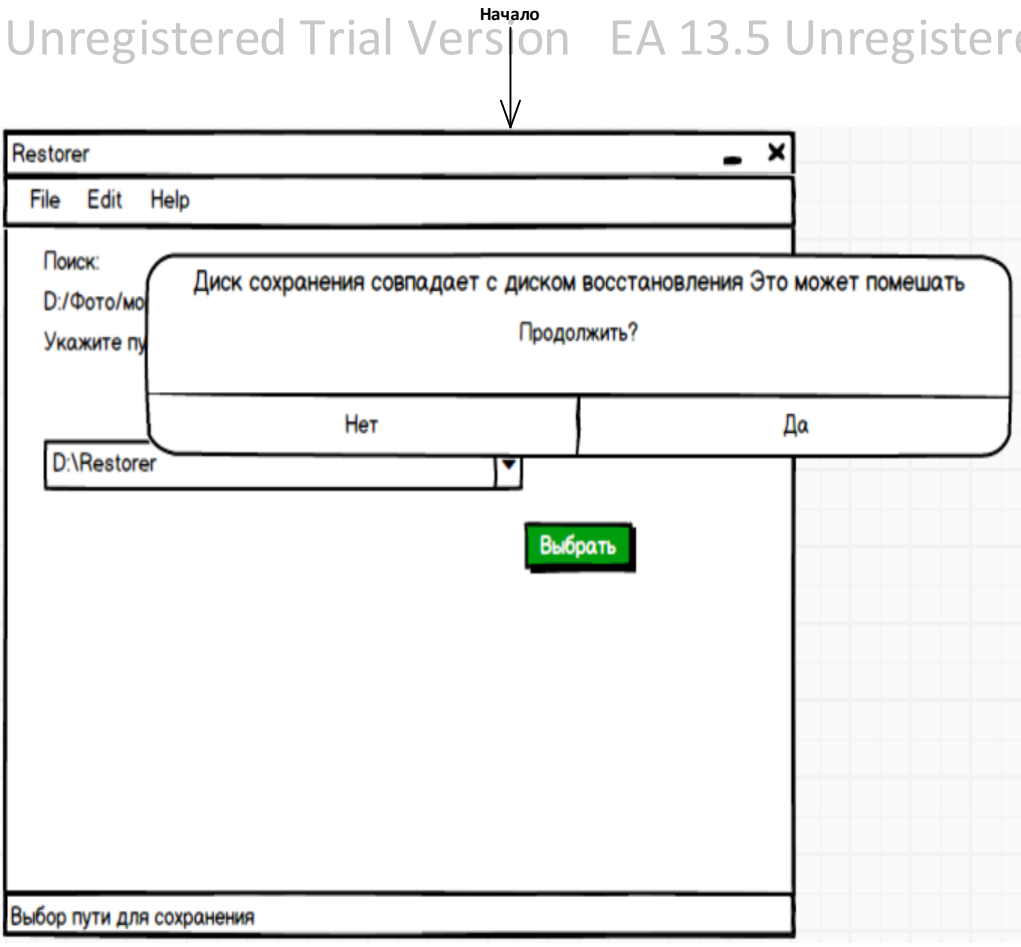 Начало
Unregistered Trial Version EA 13.5 Unregistere
Restorer
File Edit Help
Поиск:
D:/Фото/мо
Укажите пу
Диск сохранения совпадает с диском восстановления Это может помешать
Продолжить?
Нет Да
D:\Restorer
Выбрать
Выбор пути для сохранения